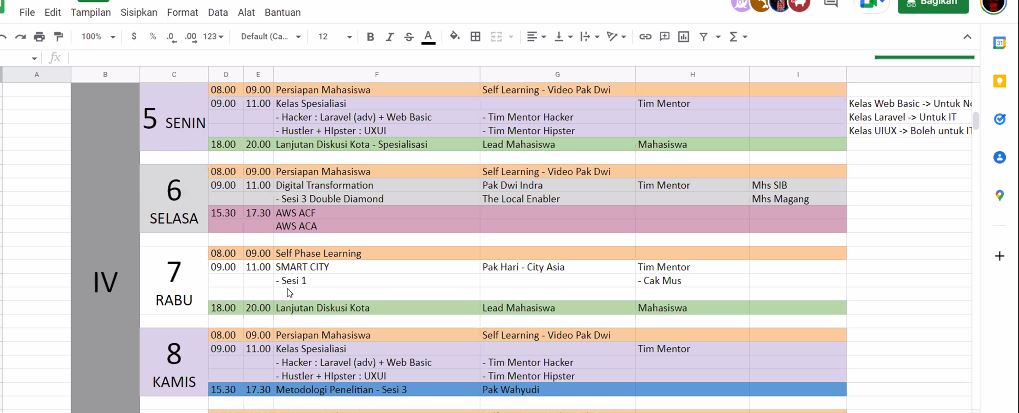 File Edit Tampilan Sisipkan Format Data Alat Bantuan
Bagikan
100% $ % .0 .00 123 Default (Ca... 12 B I S A
fx
A B C D E F G H I
IV
5 SENIN
08.00 09.00 Persiapan Mahasiswa Self Learning - Video Pak Dwi
09.00 11.00 Kelas Spesialiasi Tim Mentor Kelas Web Basic -> Untuk
- Hacker : Laravel (adv) + Web Basic - Tim Mentor Hacker Kelas Laravel -> Untuk IT
- Hustler + HIpster : UXUI - Tim Mentor Hipster Kelas UIUX -> Boleh untuk IT
18.00 20.00 Lanjutan Diskusi Kota - Spesialisasi Lead Mahasiswa Mahasiswa
6 SELASA
08.00 09.00 Persiapan Mahasiswa Self Learning - Video Pak Dwi
09.00 11.00 Digital Transformation Pak Dwi Indra Tim Mentor Mhs SIB
- Sesi 3 Double Diamond The Local Enabler Mhs Magang
15.30 17.30 AWS ACF
AWS ACA
7 RABU
08.00 09.00 Self Phase Learning
09.00 11.00 SMART CITY Pak Hari - City Asia Tim Mentor
- Sesi 1 - Cak Mus
18.00 20.00 Lanjutan Diskusi Kota Lead Mahasiswa Mahasiswa
8 KAMIS
08.00 09.00 Persiapan Mahasiswa Self Learning - Video Pak Dwi
09.00 11.00 Kelas Spesialiasi Tim Mentor
- Hacker : Laravel (adv) + Web Basic - Tim Mentor Hacker
- Hustler + HIpster : UXUI - Tim Mentor Hipster
15.30 17.30 Metodologi Penelitian - Sesi 3 Pak Wahyudi